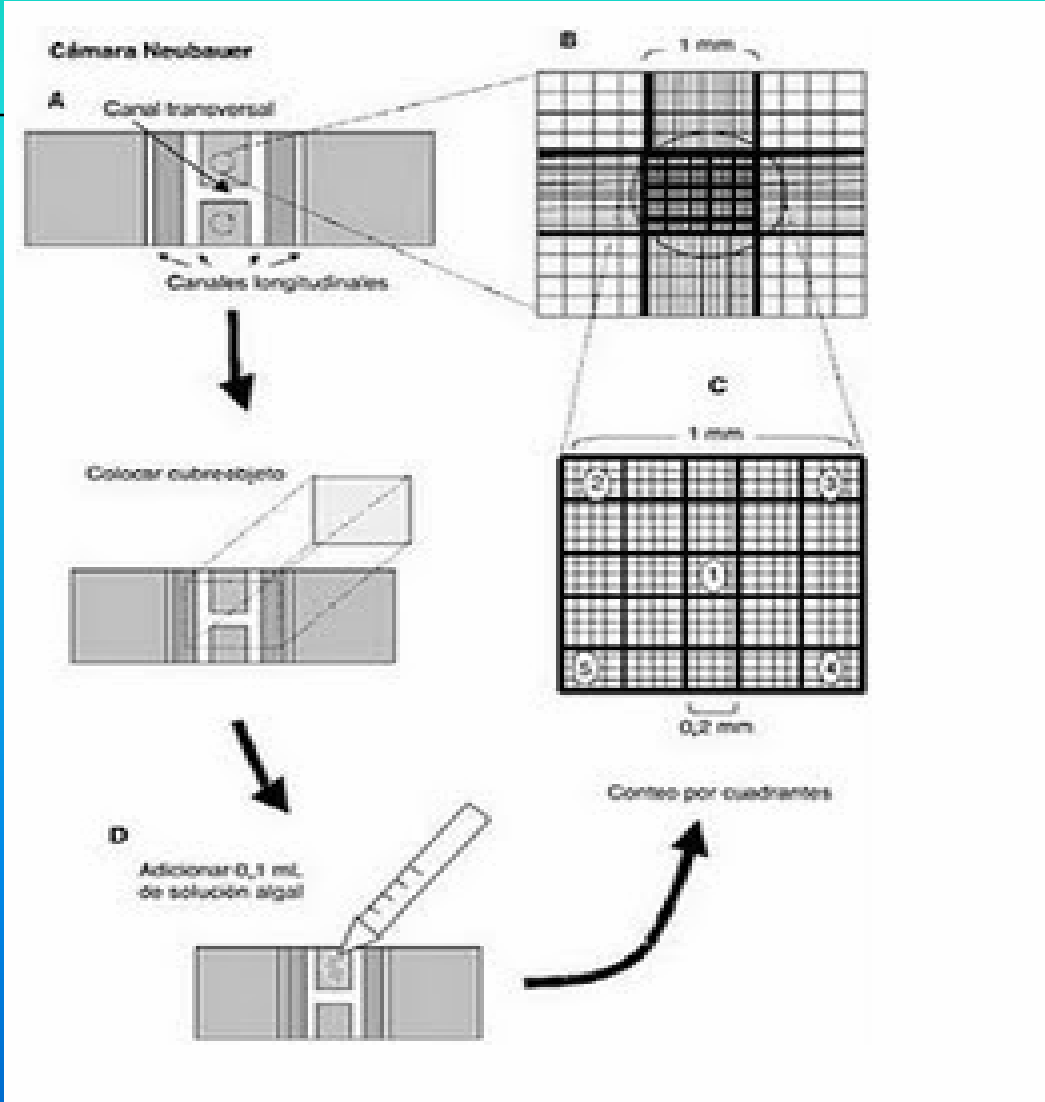 Cámara Neubauer
A
Canal transversal
Canales longitudinales
B
1 mm
C
1 mm
2
3
1
5
4
0,2 mm
Colocar cubreobjeto
D
Adicionar 0,1 mL
de solución algal
Conteo por cuadrantes